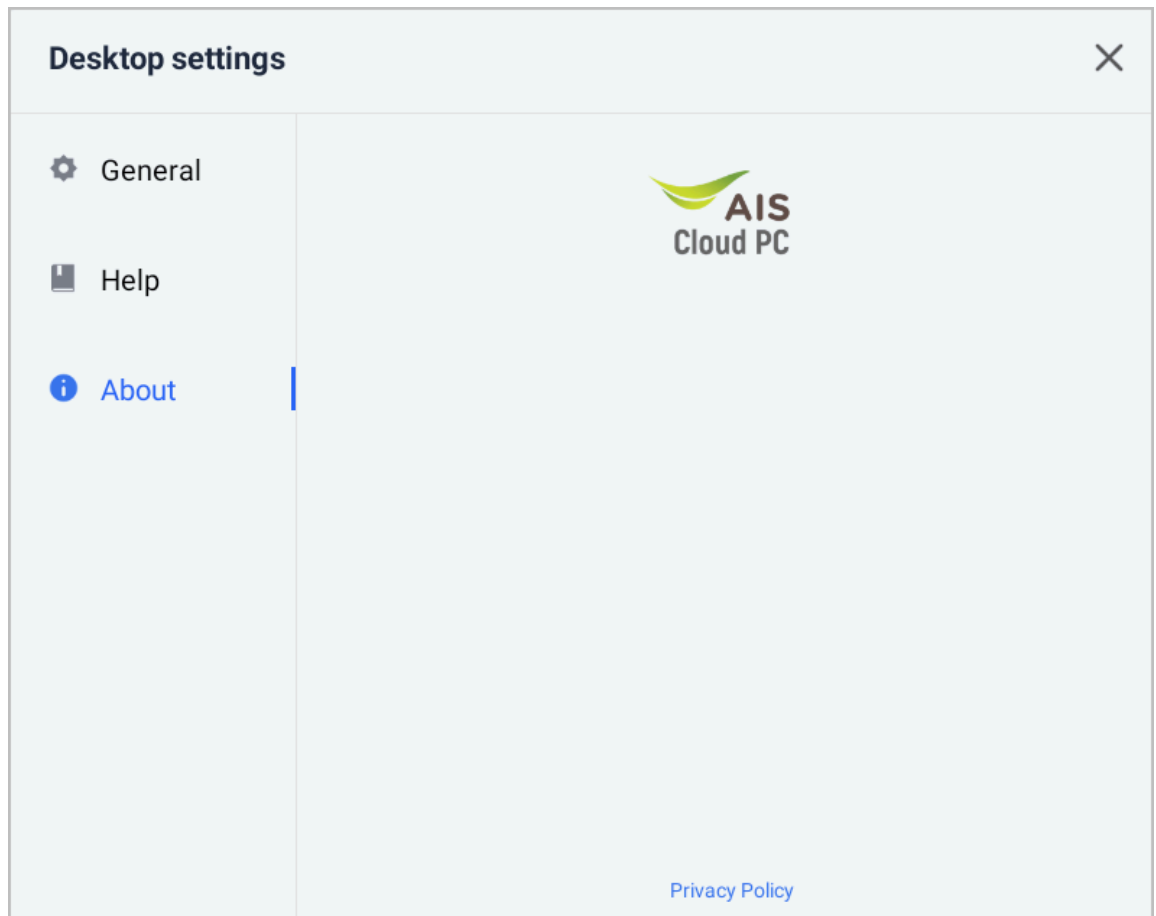 Desktop settings
General
Help
About
AIS
Cloud PC
Privacy Policy